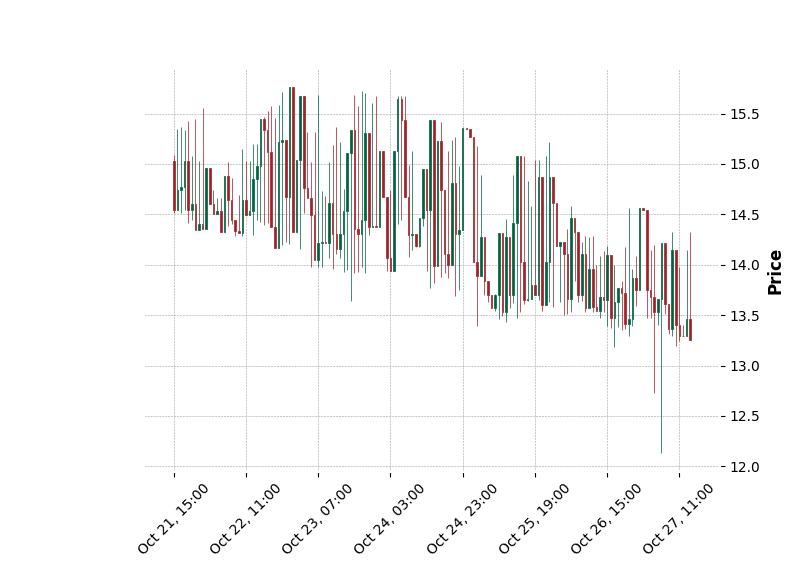 15.5
15.0
14.5
14.0
13.5
13.0
12.5
12.0
Price
Oct 21, 15:00
Oct 22, 11:00
Oct 23, 07:00
Oct 24, 03:00
Oct 24, 23:00
Oct 25, 19:00
Oct 26, 15:00
Oct 27, 11:00